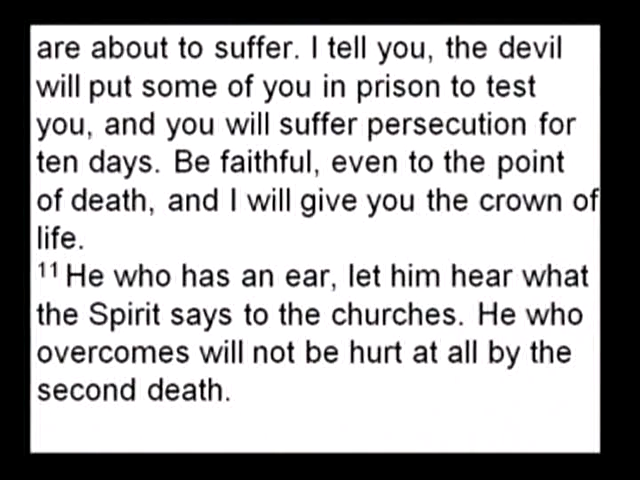 are about to suffer. I tell you, the devil
will put some of you in prison to test
you, and you will suffer persecution for
ten days. Be faithful, even to the point
of death, and I will give you the crown of
life.
11 He who has an ear, let him hear what
the Spirit says to the churches. He who
overcomes will not be hurt at all by the
second death.